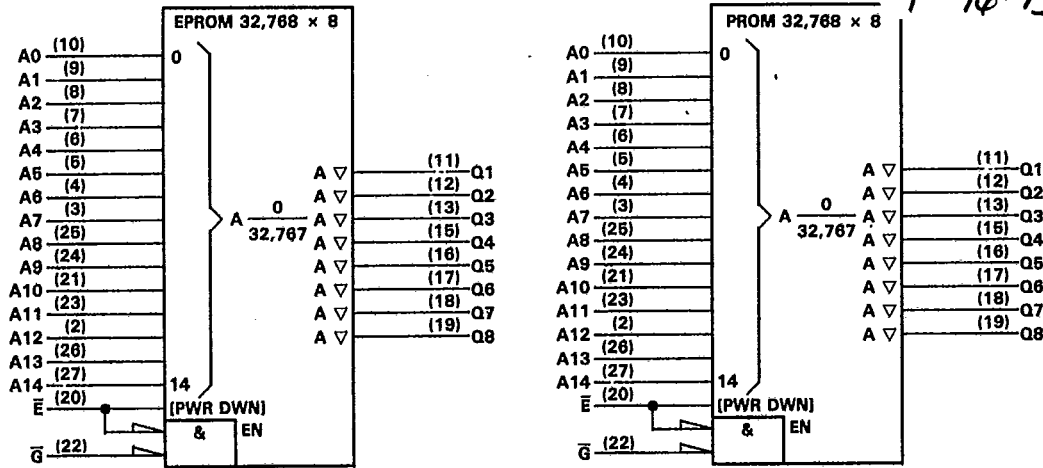 EPROM 32,768 × 8
A0 (10) 0
A1 (9)
A2 (8)
A3 (7)
A4 (6)
A5 (5)
A6 (4)
A7 (3)
A8 (25)
A9 (24)
A10 (21)
A11 (23)
A12 (2)
A13 (26)
A14 (27) 14
E̅ (20) [PWR DWN]
& EN
G̅ (22)
A 0
32,767
A ▽ (11) Q1
A ▽ (12) Q2
A ▽ (13) Q3
A ▽ (15) Q4
A ▽ (16) Q5
A ▽ (17) Q6
A ▽ (18) Q7
A ▽ (19) Q8
PROM 32,768 × 8
A0 (10) 0
A1 (9)
A2 (8)
A3 (7)
A4 (6)
A5 (5)
A6 (4)
A7 (3)
A8 (25)
A9 (24)
A10 (21)
A11 (23)
A12 (2)
A13 (26)
A14 (27) 14
E̅ (20) [PWR DWN]
& EN
G̅ (22)
A 0
32,767
A ▽ (11) Q1
A ▽ (12) Q2
A ▽ (13) Q3
A ▽ (15) Q4
A ▽ (16) Q5
A ▽ (17) Q6
A ▽ (18) Q7
A ▽ (19) Q8